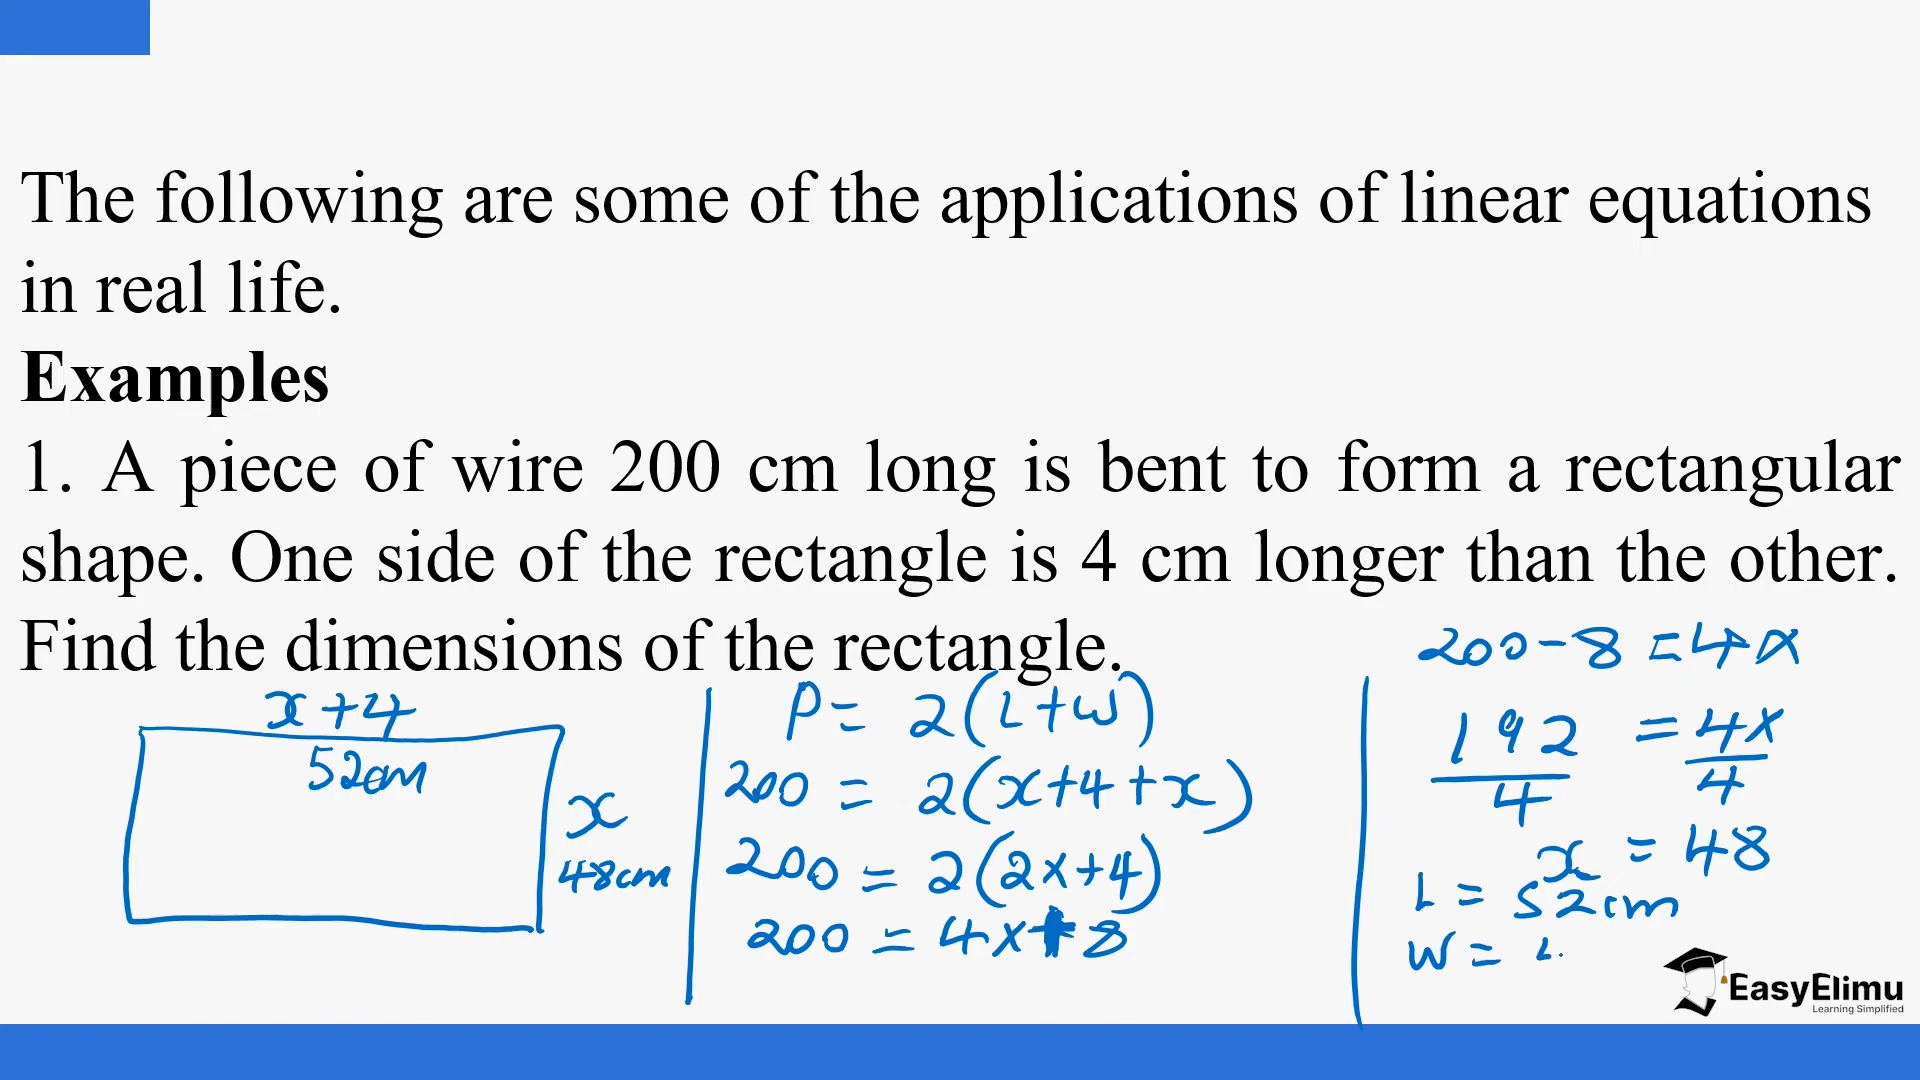 The following are some of the applications of linear equations
in real life.
Examples
1. A piece of wire 200 cm long is bent to form a rectangular
shape. One side of the rectangle is 4 cm longer than the other.
Find the dimensions of the rectangle.
x+4
52cm
x
48cm
P = 2(L+W)
200 = 2(x+4+x)
200 = 2(2x+4)
200 = 4x+8
200-8 =4x
192 = 4x
4 4
x = 48
L = 52cm
W =
EasyElimu
Learning Simplified